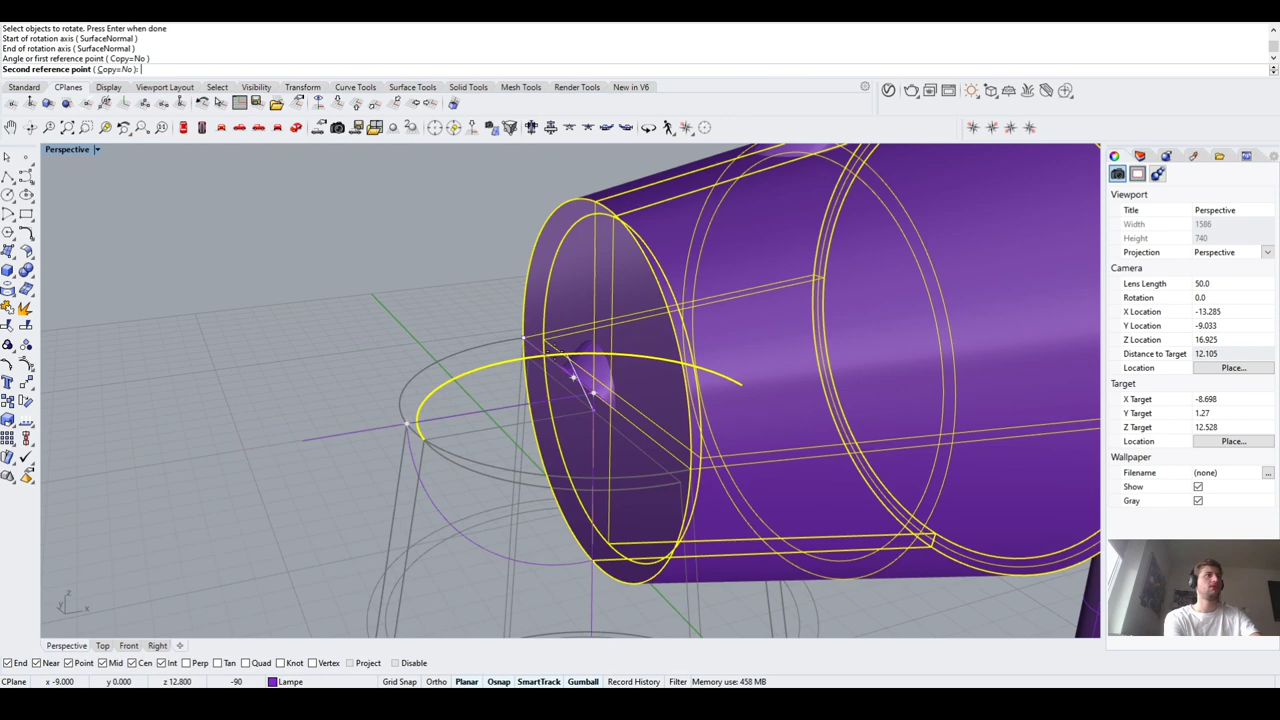 Select objects to rotate. Press Enter when done
Start of rotation axis ( SurfaceNormal )
End of rotation axis ( SurfaceNormal )
Angle or first reference point ( Copy=No )
Second reference point ( Copy=No ):
Standard CPlanes Display Viewport Layout Select Visibility Transform Curve Tools Surface Tools Solid Tools Mesh Tools Render Tools New in V6
Perspective
Viewport
Title Perspective
Width 1586
Height 740
Projection Perspective
Camera
Lens Length 50.0
Rotation 0.0
X Location -13.285
Y Location -9.033
Z Location 16.925
Distance to Target 12.105
Location Place...
Target
X Target -8.698
Y Target 1.27
Z Target 12.528
Location Place...
Wallpaper
Filename (none) ...
Show
Gray
z
y x
Perspective Top Front Right
End Near Point Mid Cen Int Perp Tan Quad Knot Vertex Project Disable
CPlane x -9.000 y 0.000 z 12.800 -90 Lampe Grid Snap Ortho Planar Osnap SmartTrack Gumball Record History Filter Memory use: 458 MB